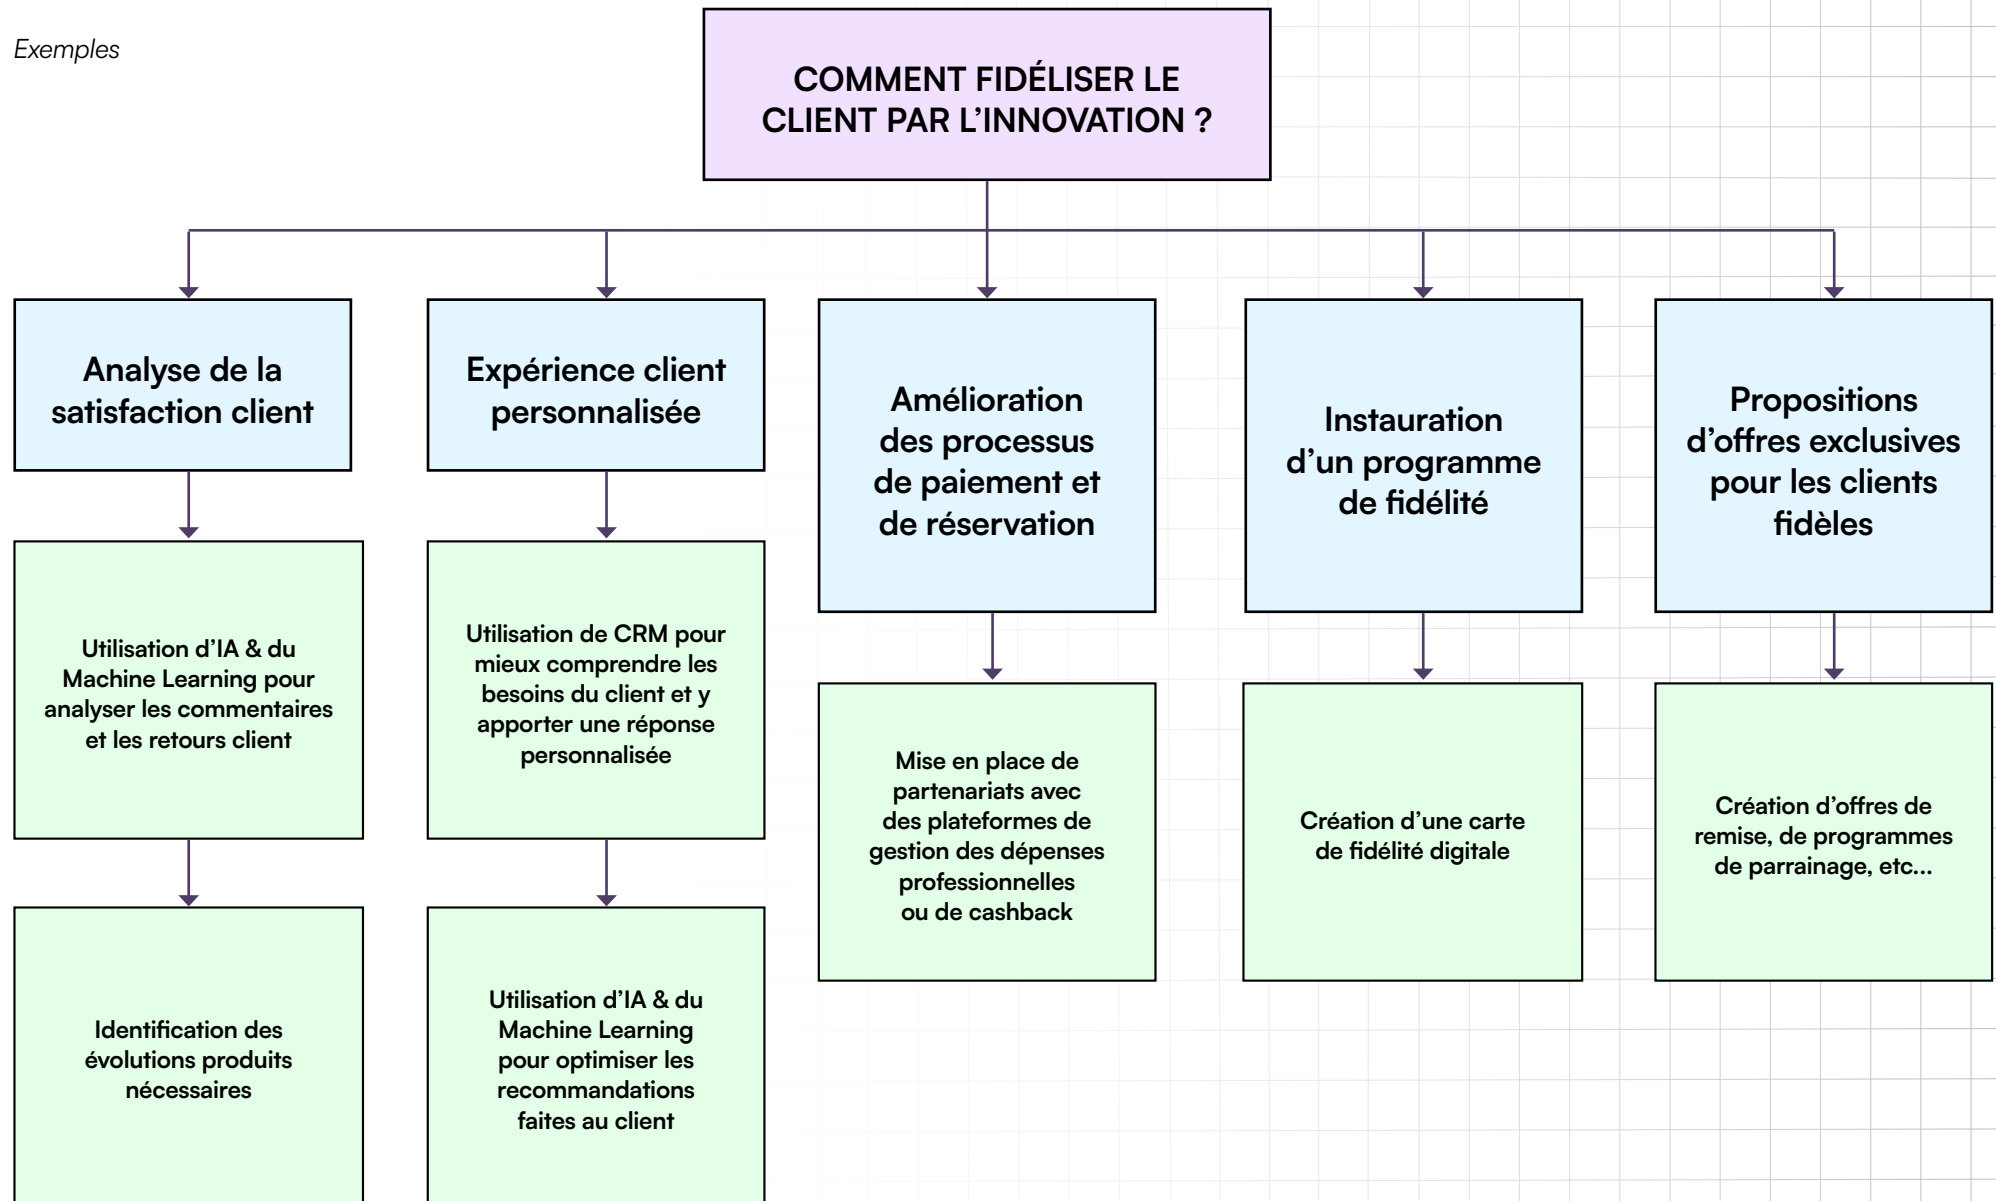 Exemples
COMMENT FIDÉLISER LE
CLIENT PAR L’INNOVATION ?
Analyse de la
satisfaction client
Expérience client
personnalisée
Amélioration
des processus
de paiement et
de réservation
Instauration
d’un programme
de fidélité
Propositions
d’offres exclusives
pour les clients
fidèles
Utilisation d’IA & du
Machine Learning pour
analyser les commentaires
et les retours client
Utilisation de CRM pour
mieux comprendre les
besoins du client et y
apporter une réponse
personnalisée
Mise en place de
partenariats avec
des plateformes de
gestion des dépenses
professionnelles
ou de cashback
Création d’une carte
de fidélité digitale
Création d’offres de
remise, de programmes
de parrainage, etc...
Identification des
évolutions produits
nécessaires
Utilisation d’IA & du
Machine Learning
pour optimiser les
recommandations
faites au client